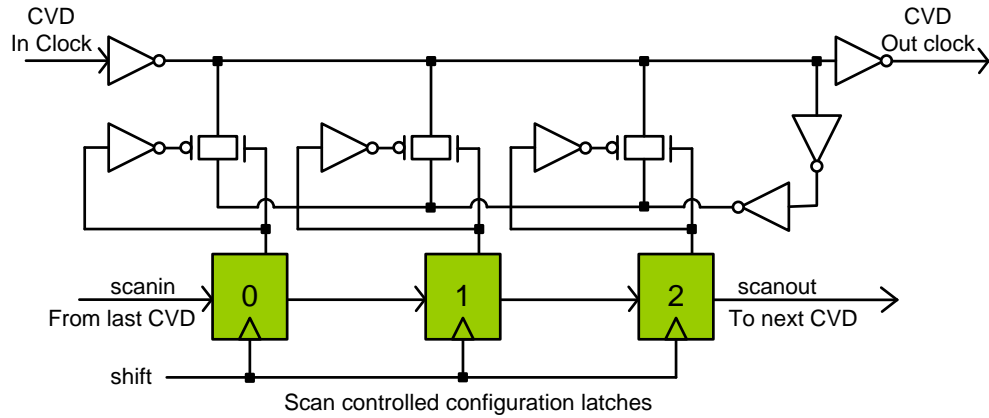 CVD
In Clock
CVD
Out clock
scanin
From last CVD
0
1
2
scanout
To next CVD
shift
Scan controlled configuration latches